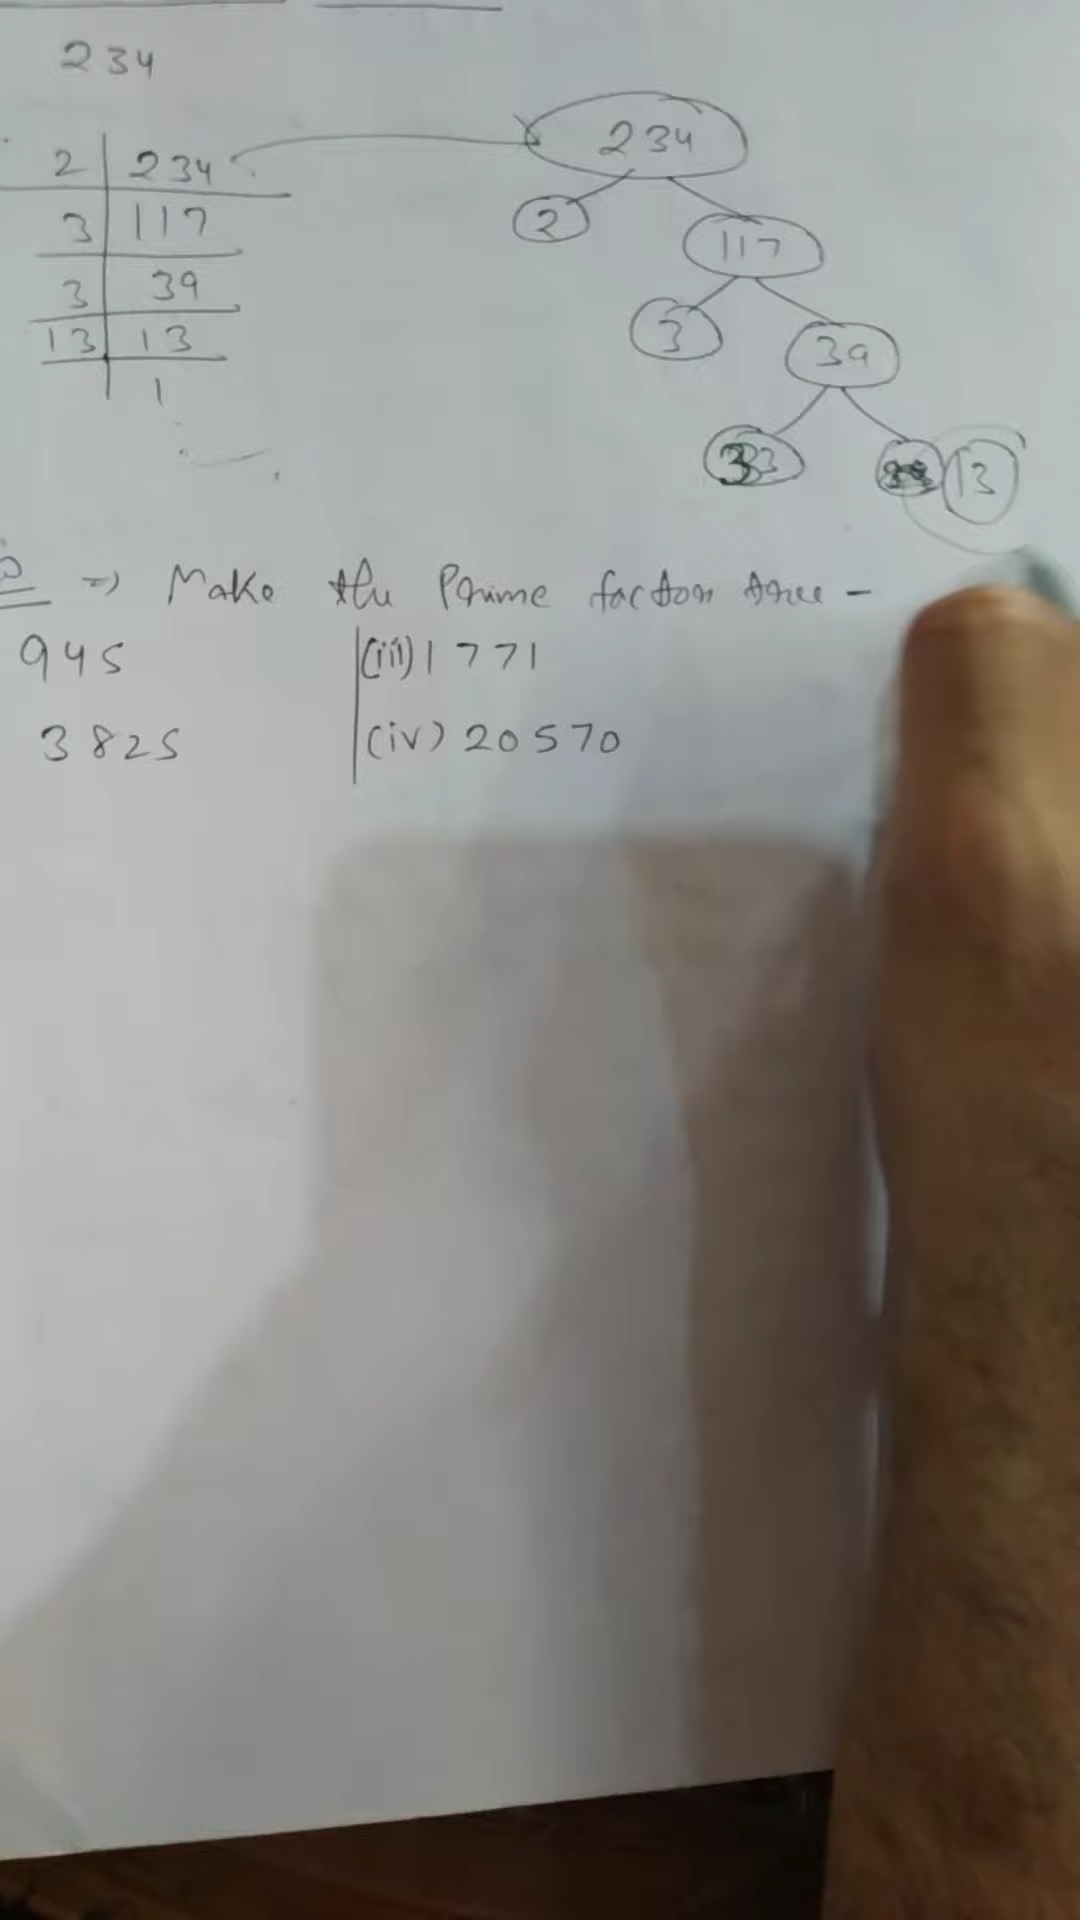 234
2 | 234
3 | 117
3 | 39
13 | 13
1
234
2
117
3
39
3
13
=> Make the Prime factor tree -
945
(iii) 1771
3825
(iv) 20570